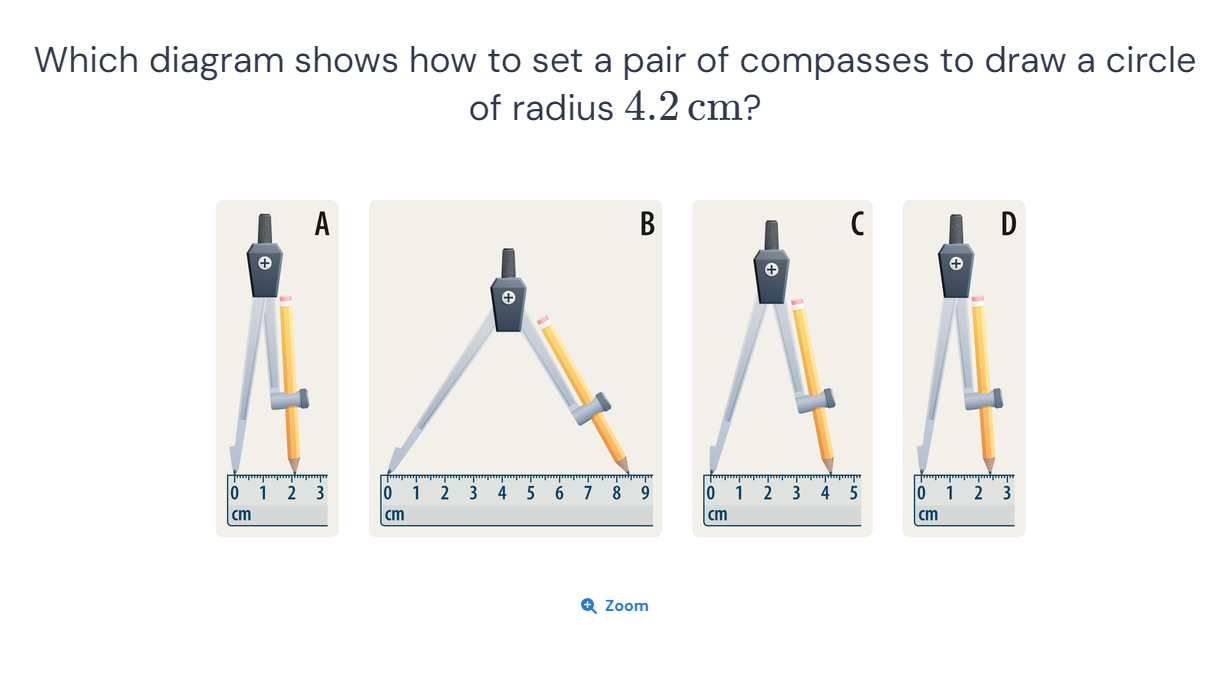 Which diagram shows how to set a pair of compasses to draw a circle
of radius 4.2 cm?
A
0 1 2 3
cm
B
0 1 2 3 4 5 6 7 8 9
cm
C
0 1 2 3 4 5
cm
D
0 1 2 3
cm
Zoom